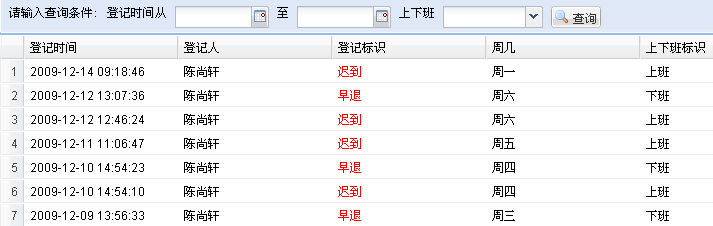 请输入查询条件: 登记时间从 至 上下班 查询
登记时间 登记人 登记标识 周几 上下班标识
1 2009-12-14 09:18:46 陈尚轩 迟到 周一 上班
2 2009-12-12 13:07:36 陈尚轩 早退 周六 下班
3 2009-12-12 12:46:24 陈尚轩 迟到 周六 上班
4 2009-12-11 11:06:47 陈尚轩 迟到 周五 上班
5 2009-12-10 14:54:23 陈尚轩 早退 周四 下班
6 2009-12-10 14:54:10 陈尚轩 迟到 周四 上班
7 2009-12-09 13:56:33 陈尚轩 早退 周三 下班